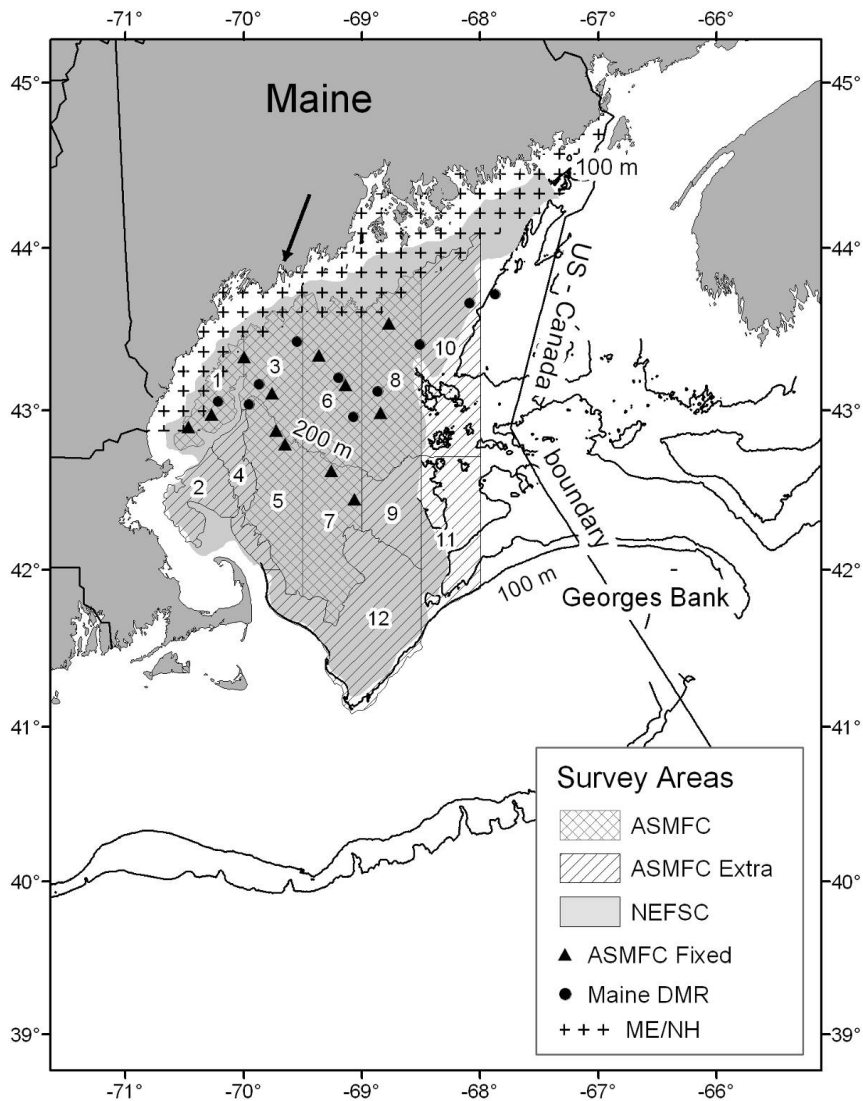 -71° -70° -69° -68° -67° -66°
45° 45°
Maine
100 m
44° 44°
US - Canada
10
1
3
8
6
43° 43°
200 m
boundary
2
4
5
9
7
11
42° 42°
100 m
Georges Bank
12
41° 41°
Survey Areas
ASMFC
ASMFC Extra
40° 40°
NEFSC
ASMFC Fixed
Maine DMR
ME/NH
39° 39°
-71° -70° -69° -68° -67° -66°